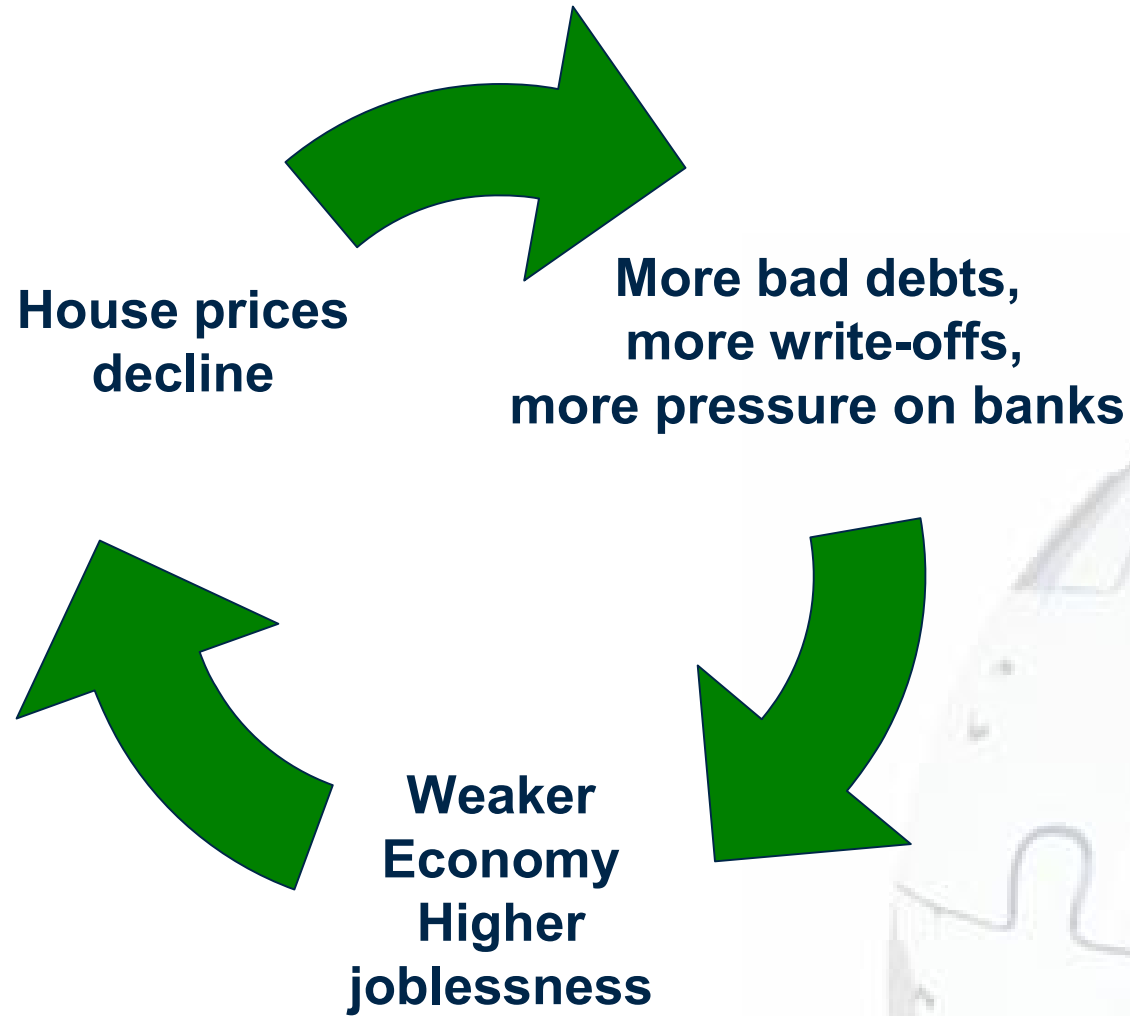 House prices
decline
More bad debts,
more write-offs,
more pressure on banks
Weaker
Economy
Higher
joblessness